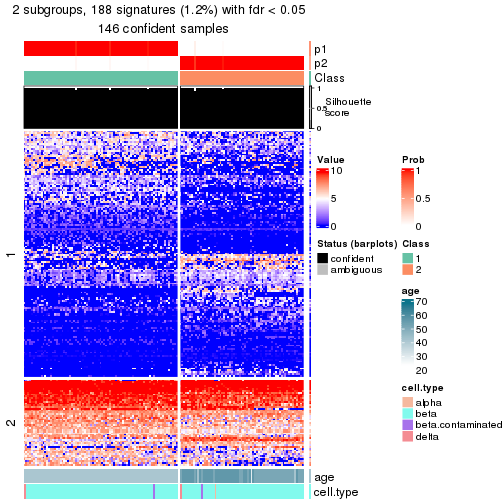 2 subgroups, 188 signatures (1.2%) with fdr < 0.05
146 confident samples
p1
p2
Class
1
0.5
0
Silhouette
score
1
2
age
cell.type
Value
10
5
0
Prob
1
0.5
0
Status (barplots)
confident
ambiguous
Class
1
2
age
70
60
50
40
30
20
cell.type
alpha
beta
beta.contaminated
delta